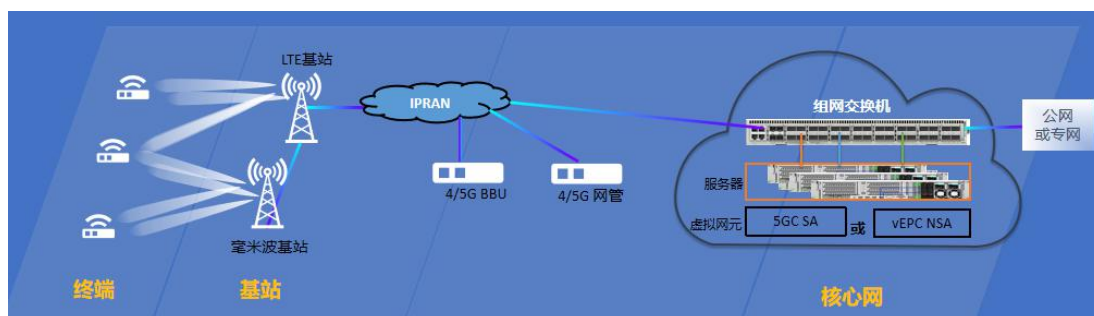 LTE基站
IPRAN
组网交换机
公网
或专网
4/5G BBU
4/5G 网管
服务器
虚拟网元
5GC SA
或
vEPC NSA
毫米波基站
终端
基站
核心网